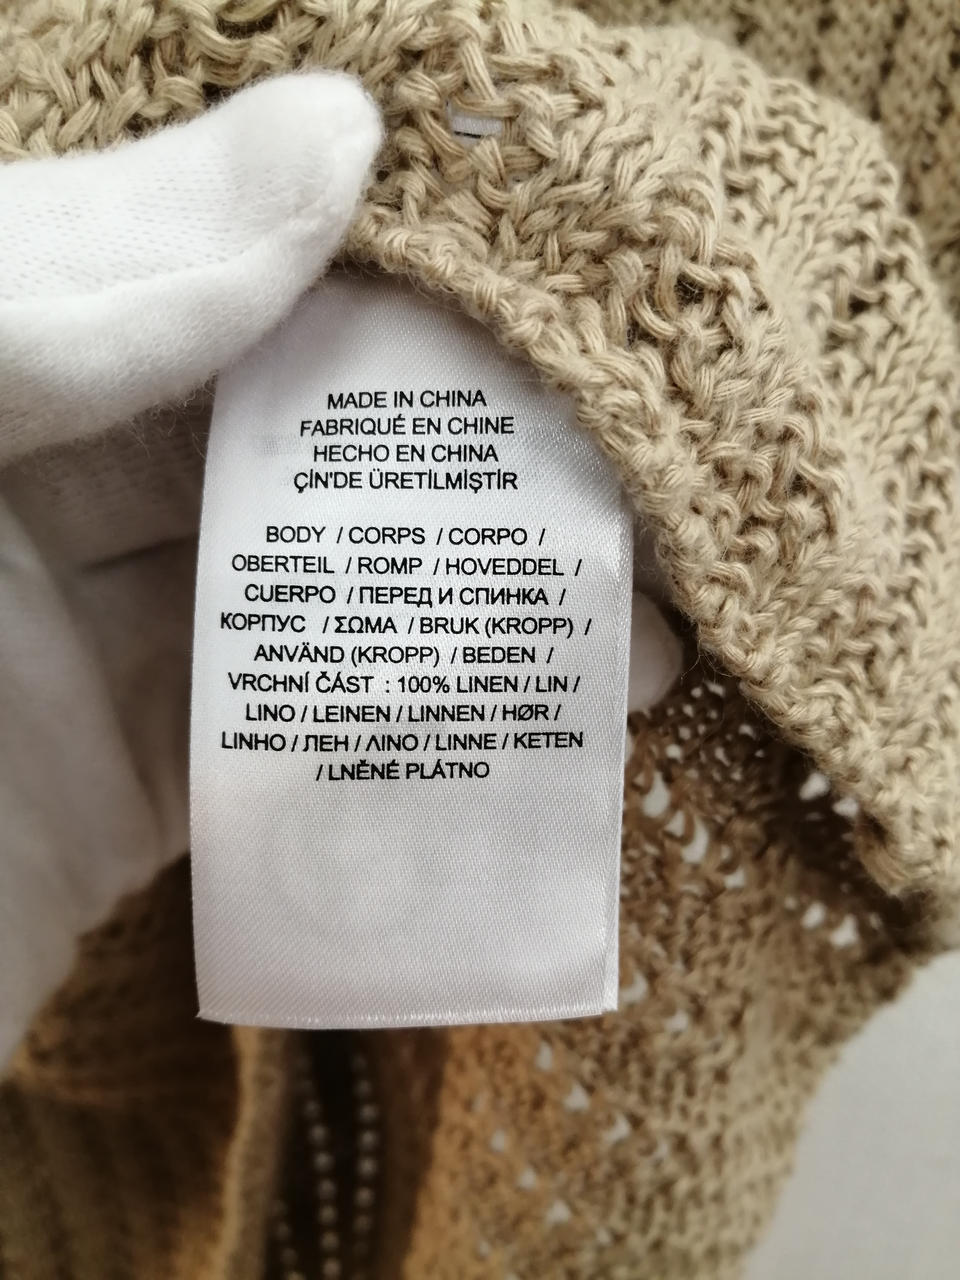 MADE IN CHINA
FABRIQUÉ EN CHINE
HECHO EN CHINA
ÇİN'DE ÜRETİLMİŞTİR
BODY / CORPS / CORPO /
OBERTEIL / ROMP / HOVEDDEL /
CUERPO / ПЕРЕД И СПИНКА /
КОРПУС / ΣΩΜΑ / BRUK (KROPP) /
ANVÄND (KROPP) / BEDEN /
VRCHNÍ ČÁST : 100% LINEN / LIN /
LINO / LEINEN / LINNEN / HØR /
LINHO / ЛЕН / ΛΙΝΟ / LINNE / KETEN
/ LNĚNÉ PLÁTNO